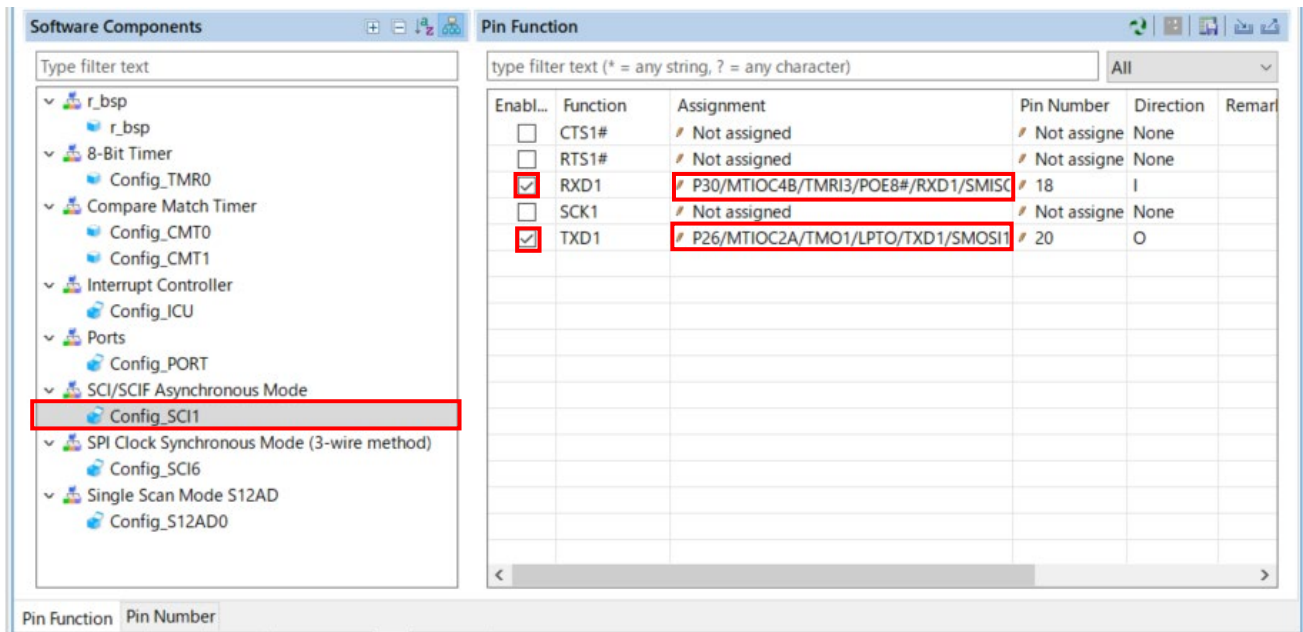 Software Components
Type filter text
r_bsp
r_bsp
8-Bit Timer
Config_TMR0
Compare Match Timer
Config_CMT0
Config_CMT1
Interrupt Controller
Config_ICU
Ports
Config_PORT
SCI/SCIF Asynchronous Mode
Config_SCI1
SPI Clock Synchronous Mode (3-wire method)
Config_SCI6
Single Scan Mode S12AD
Config_S12AD0
Pin Function
type filter text (* = any string, ? = any character)
All
Enabl... Function Assignment Pin Number Direction Remar
CTS1# Not assigned Not assigne None
RTS1# Not assigned Not assigne None
RXD1 P30/MTIOC4B/TMRI3/POE8#/RXD1/SMISO 18 I
SCK1 Not assigned Not assigne None
TXD1 P26/MTIOC2A/TMO1/LPTO/TXD1/SMOSI1 20 O
Pin Function Pin Number